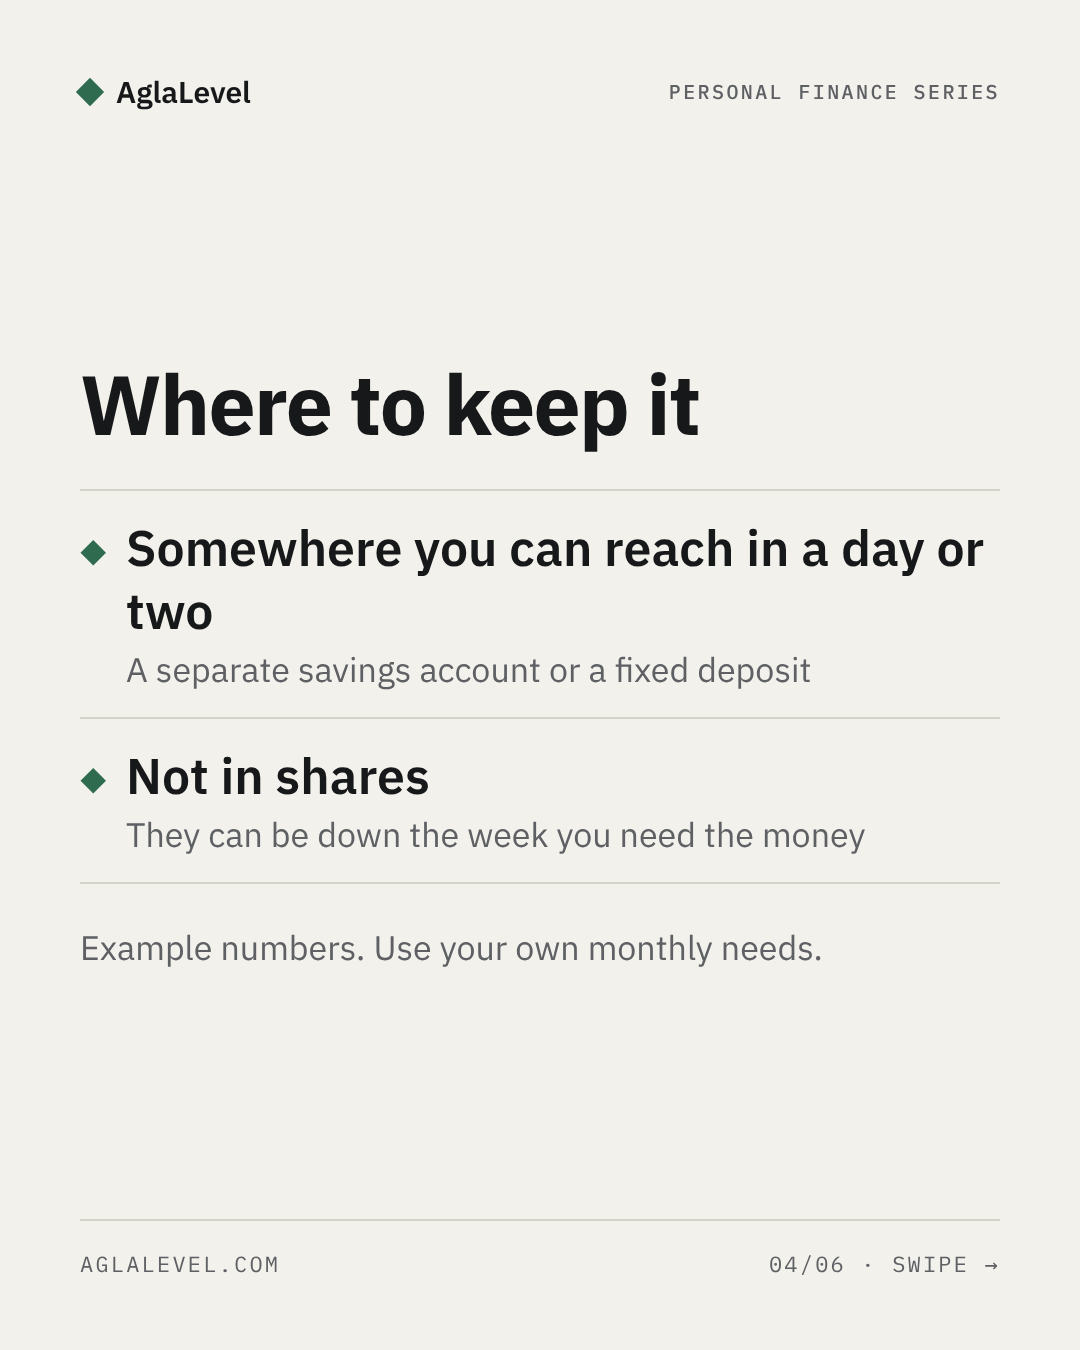 AglaLevel
PERSONAL FINANCE SERIES
Where to keep it
Somewhere you can reach in a day or
two
A separate savings account or a fixed deposit
Not in shares
They can be down the week you need the money
Example numbers. Use your own monthly needs.
AGLALEVEL.COM
04/06 · SWIPE →